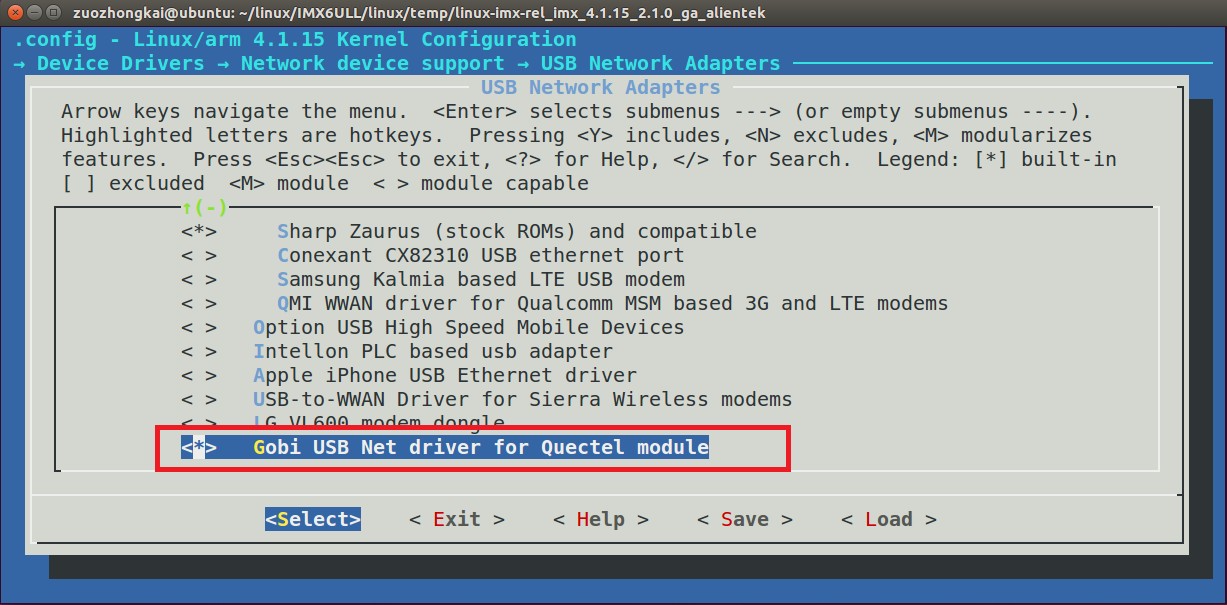 zuozhongkai@ubuntu: ~/linux/IMX6ULL/linux/temp/linux-imx-rel_imx_4.1.15_2.1.0_ga_alientek
.config - Linux/arm 4.1.15 Kernel Configuration
→ Device Drivers → Network device support → USB Network Adapters
USB Network Adapters
Arrow keys navigate the menu.  <Enter> selects submenus ---> (or empty submenus ----).
Highlighted letters are hotkeys.  Pressing <Y> includes, <N> excludes, <M> modularizes
features.  Press <Esc><Esc> to exit, <?> for Help, </> for Search.  Legend: [*] built-in
[ ] excluded  <M> module  < > module capable
↑(-)
<*>     Sharp Zaurus (stock ROMs) and compatible
< >     Conexant CX82310 USB ethernet port
< >     Samsung Kalmia based LTE USB modem
< >     QMI WWAN driver for Qualcomm MSM based 3G and LTE modems
< >   Option USB High Speed Mobile Devices
< >   Intellon PLC based usb adapter
< >   Apple iPhone USB Ethernet driver
< >   USB-to-WWAN Driver for Sierra Wireless modems
< >   LG VL600 modem dongle
<*>   Gobi USB Net driver for Quectel module
<Select>    < Exit >    < Help >    < Save >    < Load >